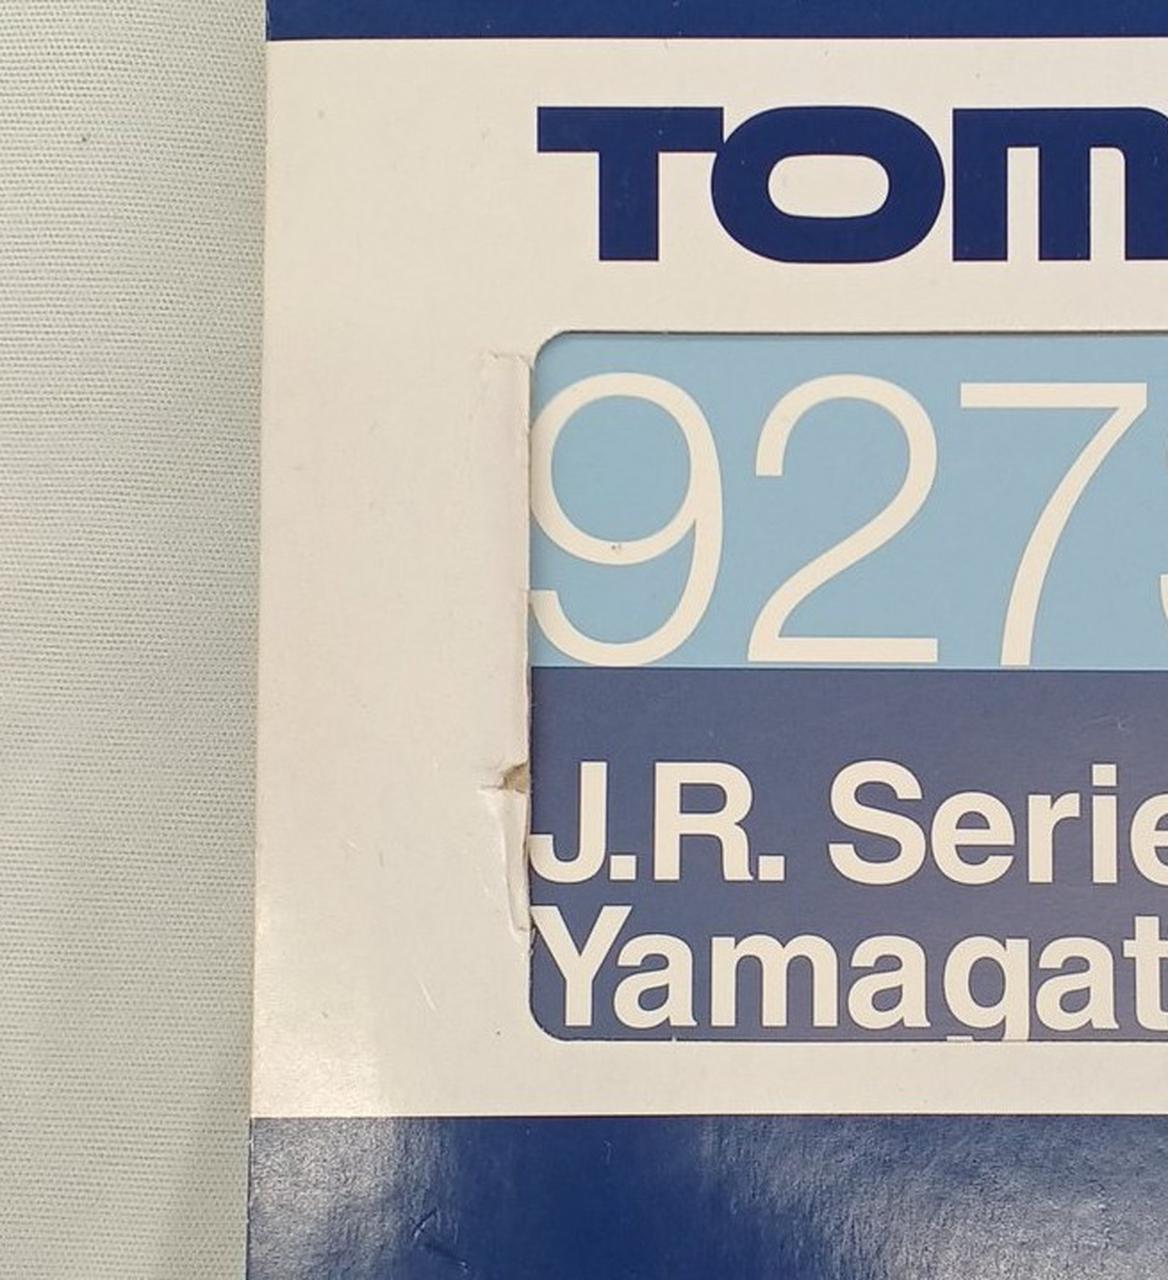 TOM
927
J.R. Serie
Yamagat